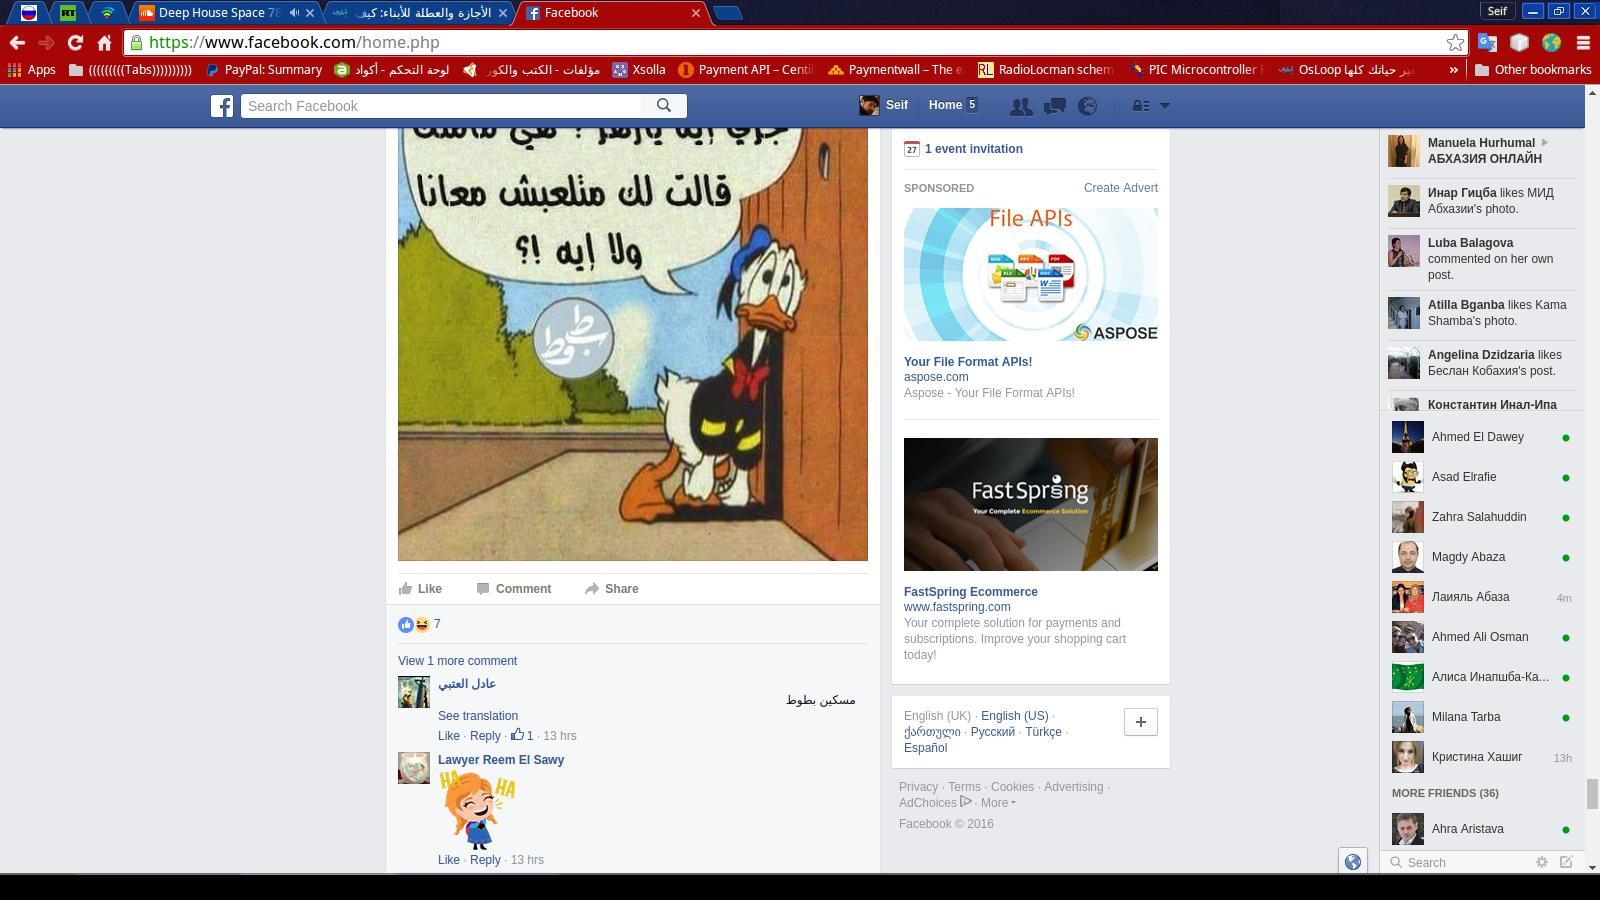 Deep House Space 78
الأجازة والعطلة للأبناء: كيف
Facebook
Seif
RT
https://www.facebook.com/home.php
Apps
(((((((((Tabs))))))))))
PayPal: Summary
لوحة التحكم - أكواد
مؤلفات - الكتب والكور
Xsolla
Payment API – Centi
Paymentwall – The e
RadioLocman schem
PIC Microcontroller
OsLoop غير حياتك كلها
»
Other bookmarks
Search Facebook
Seif
Home 5
قالت لك متلعبش معانا
ولا إيه ؟!
بطوط
Like
Comment
Share
7
View 1 more comment
عادل العتبي
مسكين بطوط
See translation
Like · Reply · 1 · 13 hrs
Lawyer Reem El Sawy
HA HA
Like · Reply · 13 hrs
27 1 event invitation
SPONSORED
Create Advert
File APIs
ASPOSE
Your File Format APIs!
aspose.com
Aspose - Your File Format APIs!
FastSpring
Your Complete Ecommerce Solution
FastSpring Ecommerce
www.fastspring.com
Your complete solution for payments and
subscriptions. Improve your shopping cart
today!
English (UK) · English (US) ·
ქართული · Русский · Türkçe ·
Español
Privacy · Terms · Cookies · Advertising ·
AdChoices · More
Facebook © 2016
Manuela Hurhumal
АБХАЗИЯ ОНЛАЙН
Инар Гицба likes МИД
Абхазии's photo.
Luba Balagova
commented on her own
post.
Atilla Bganba likes Kama
Shamba's photo.
Angelina Dzidzaria likes
Беслан Кобахия's post.
Константин Инал-Ипа
Ahmed El Dawey
Asad Elrafie
Zahra Salahuddin
Magdy Abaza
Лаияль Абаза 4m
Ahmed Ali Osman
Алиса Инапшба-Ка...
Milana Tarba
Кристина Хашиг 13h
MORE FRIENDS (36)
Ahra Aristava
Search